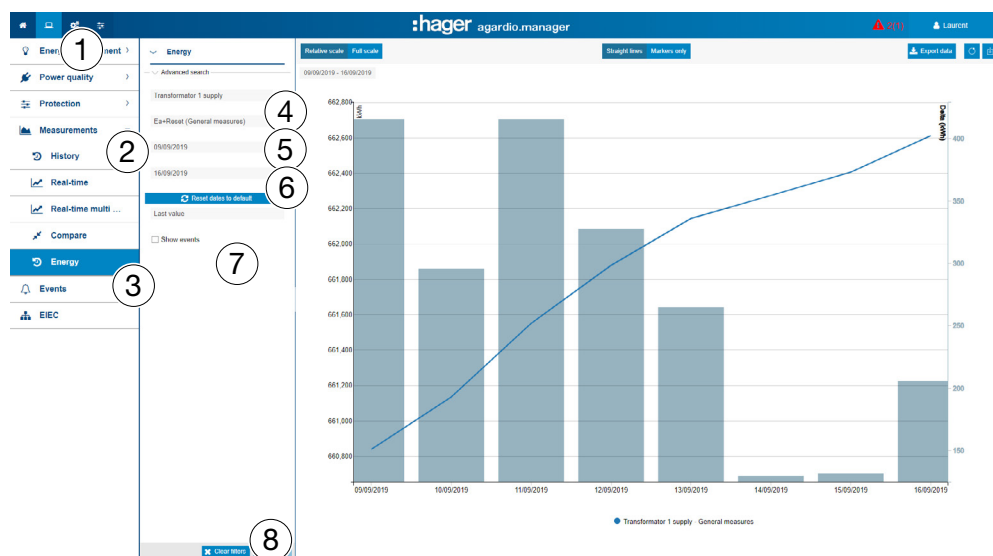 :hager agardio.manager
Laurent
1
Power quality
Protection
Measurements
2
History
Real-time
Real-time multi ...
Compare
Energy
3
Events
EIEC
Energy
Advanced search
Transformator 1 supply
4
Ea+Reset (General measures)
5
09/09/2019
16/09/2019
6
Reset dates to default
Last value
Show events
7
8
Clear filters
Relative scale Full scale
Straight lines Markers only
Export data
09/09/2019 - 16/09/2019
kWh
662,800
662,600
662,400
662,200
662,000
661,800
661,600
661,400
661,200
661,000
660,800
Delta (kWh)
400
350
300
250
200
150
09/09/2019 10/09/2019 11/09/2019 12/09/2019 13/09/2019 14/09/2019 15/09/2019 16/09/2019
Transformator 1 supply - General measures